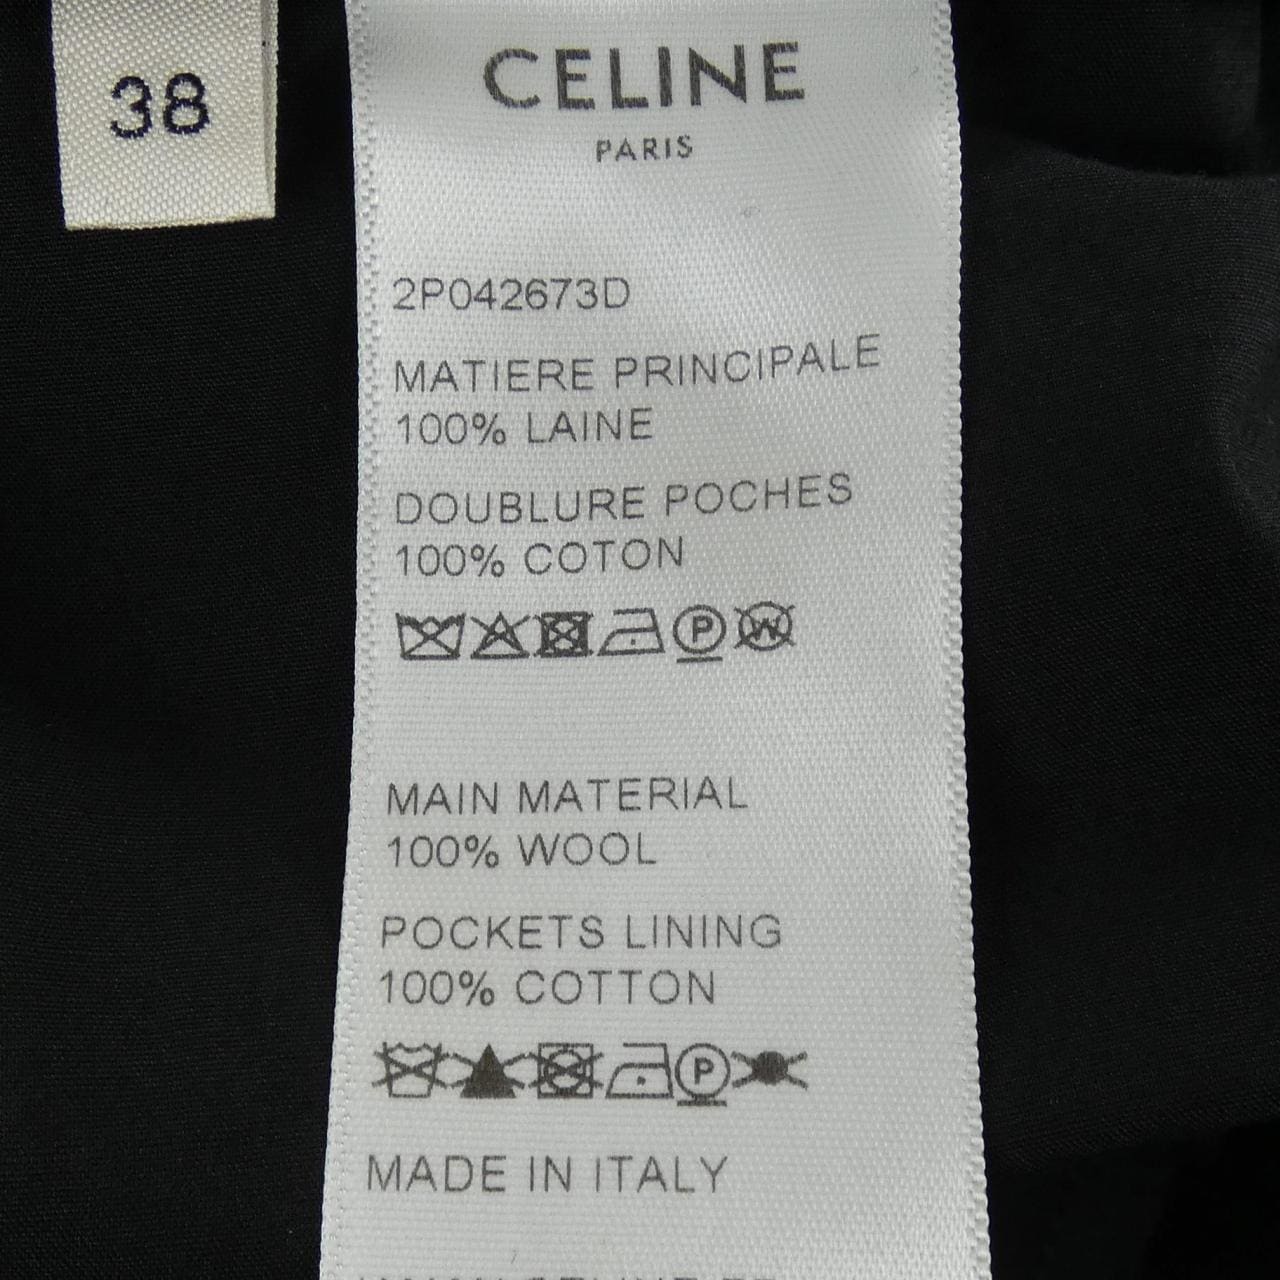 38
CELINE
PARIS
2P042673D
MATIERE PRINCIPALE
100% LAINE
DOUBLURE POCHES
100% COTON
P W
MAIN MATERIAL
100% WOOL
POCKETS LINING
100% COTTON
P
MADE IN ITALY